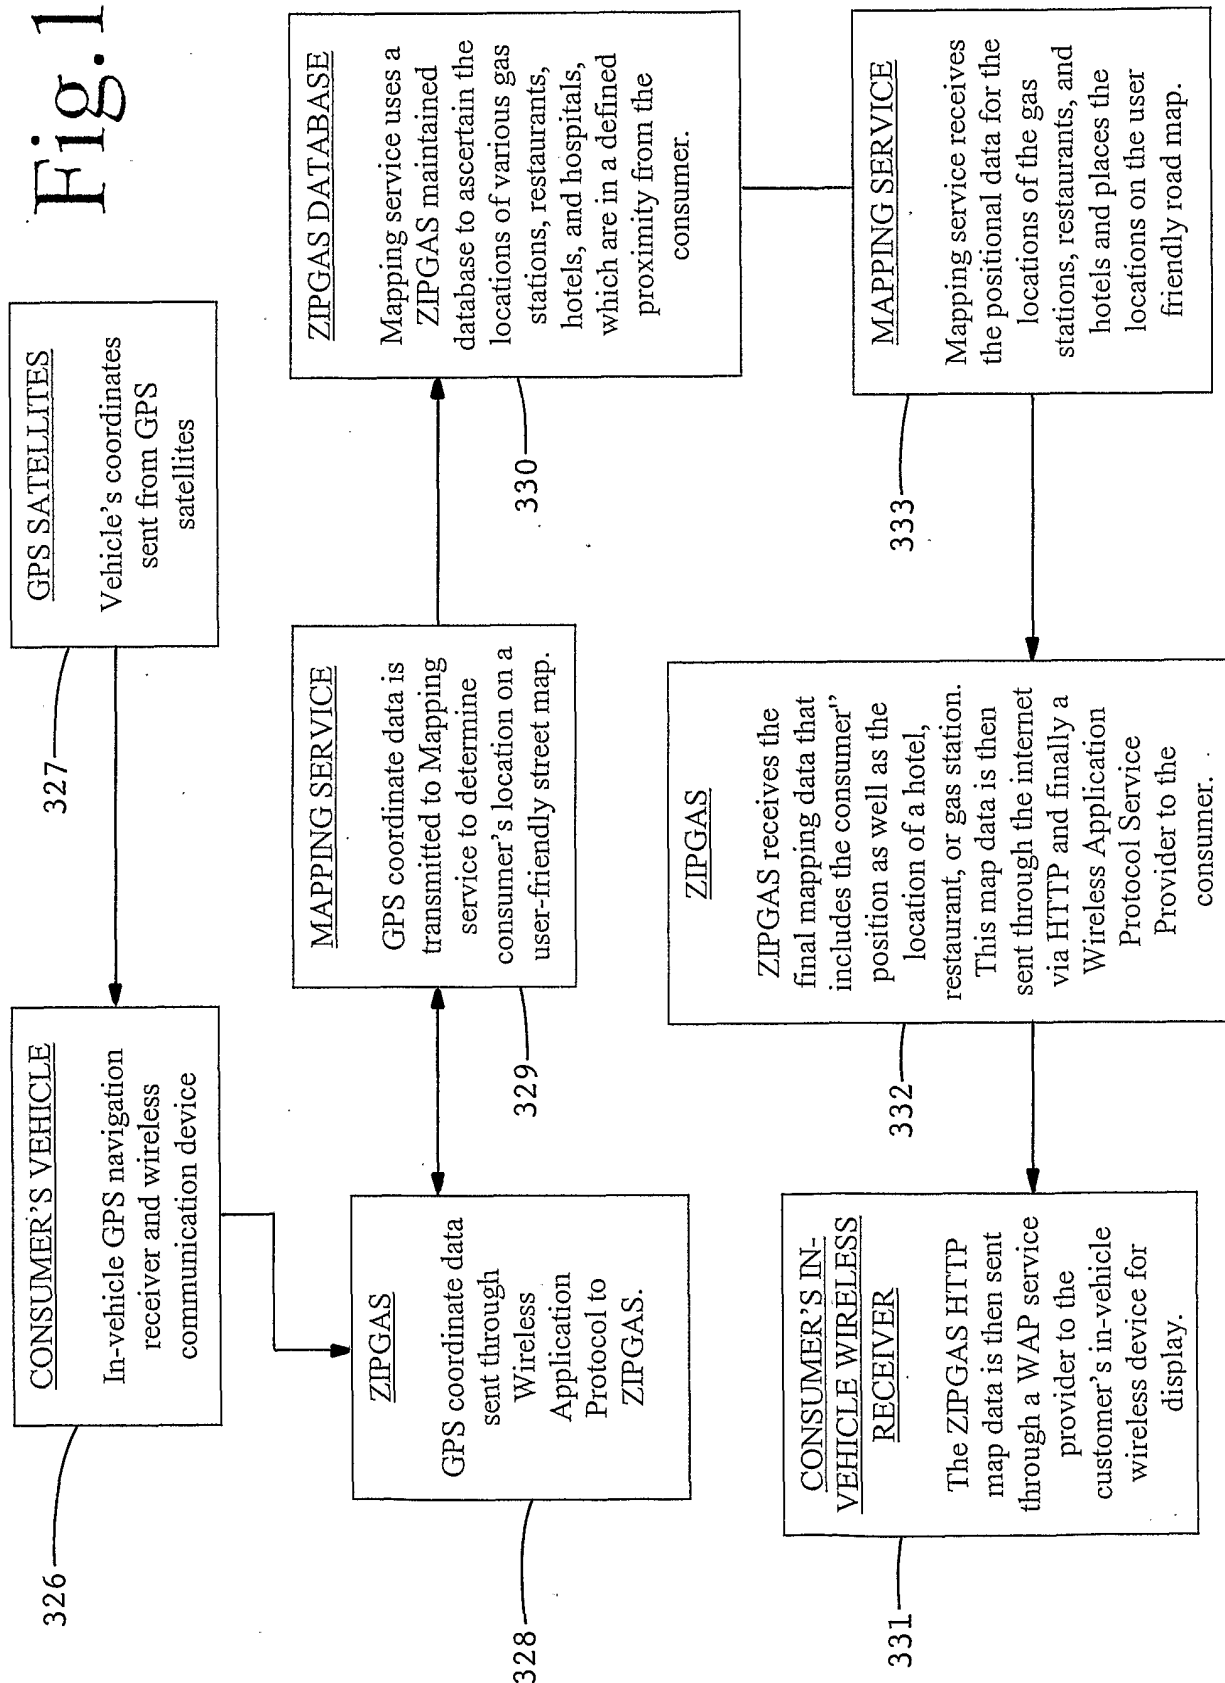 Fig.1
CONSUMER'S VEHICLE
In-vehicle GPS navigation
receiver and wireless
communication device
326
GPS SATELLITES
Vehicle's coordinates
sent from GPS
satellites
327
ZIPGAS
GPS coordinate data
sent through
Wireless
Application
Protocol to
ZIPGAS.
328
MAPPING SERVICE
GPS coordinate data is
transmitted to Mapping
service to determine
consumer's location on a
user-friendly street map.
329
ZIPGAS DATABASE
Mapping service uses a
ZIPGAS maintained
database to ascertain the
locations of various gas
stations, restaurants,
hotels, and hospitals,
which are in a defined
proximity from the
consumer.
330
CONSUMER'S IN-
VEHICLE WIRELESS
RECEIVER
The ZIPGAS HTTP
map data is then sent
through a WAP service
provider to the
customer's in-vehicle
wireless device for
display.
331
ZIPGAS
ZIPGAS receives the
final mapping data that
includes the consumer"
position as well as the
location of a hotel,
restaurant, or gas station.
This map data is then
sent through the internet
via HTTP and finally a
Wireless Application
Protocol Service
Provider to the
consumer.
332
MAPPING SERVICE
Mapping service receives
the positional data for the
locations of the gas
stations, restaurants, and
hotels and places the
locations on the user
friendly road map.
333